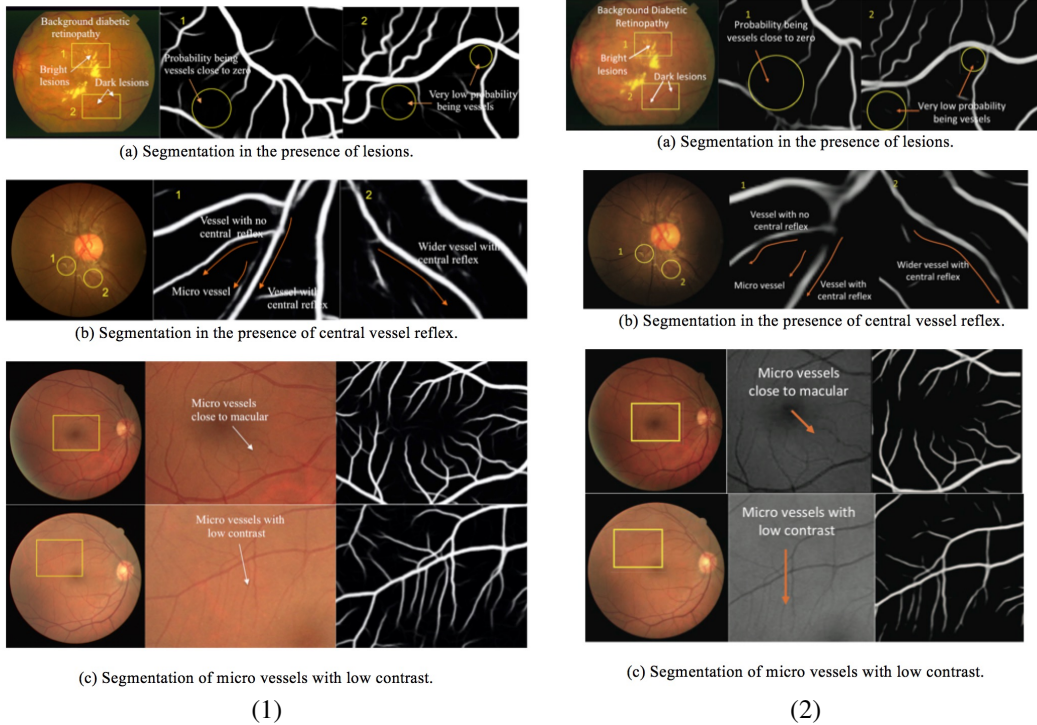 Background diabetic
retinopathy
1
Bright
lesions
Dark lesions
2
1
Probability being
vessels close to zero
2
Very low probability
being vessels
(a) Segmentation in the presence of lesions.
1
2
1
Vessel with no
central reflex
Micro vessel
Vessel with
central reflex
2
Wider vessel with
central reflex
(b) Segmentation in the presence of central vessel reflex.
Micro vessels
close to macular
Micro vessels with
low contrast
(c) Segmentation of micro vessels with low contrast.
(1)
Background Diabetic
Retinopathy
1
Bright
lesions
Dark lesions
2
1
Probability being
vessels close to zero
2
Very low probability
being vessels
(a) Segmentation in the presence of lesions.
1
2
1
Vessel with no
central reflex
Micro vessel
Vessel with
central reflex
2
Wider vessel with
central reflex
(b) Segmentation in the presence of central vessel reflex.
Micro vessels
close to macular
Micro vessels with
low contrast
(c) Segmentation of micro vessels with low contrast.
(2)